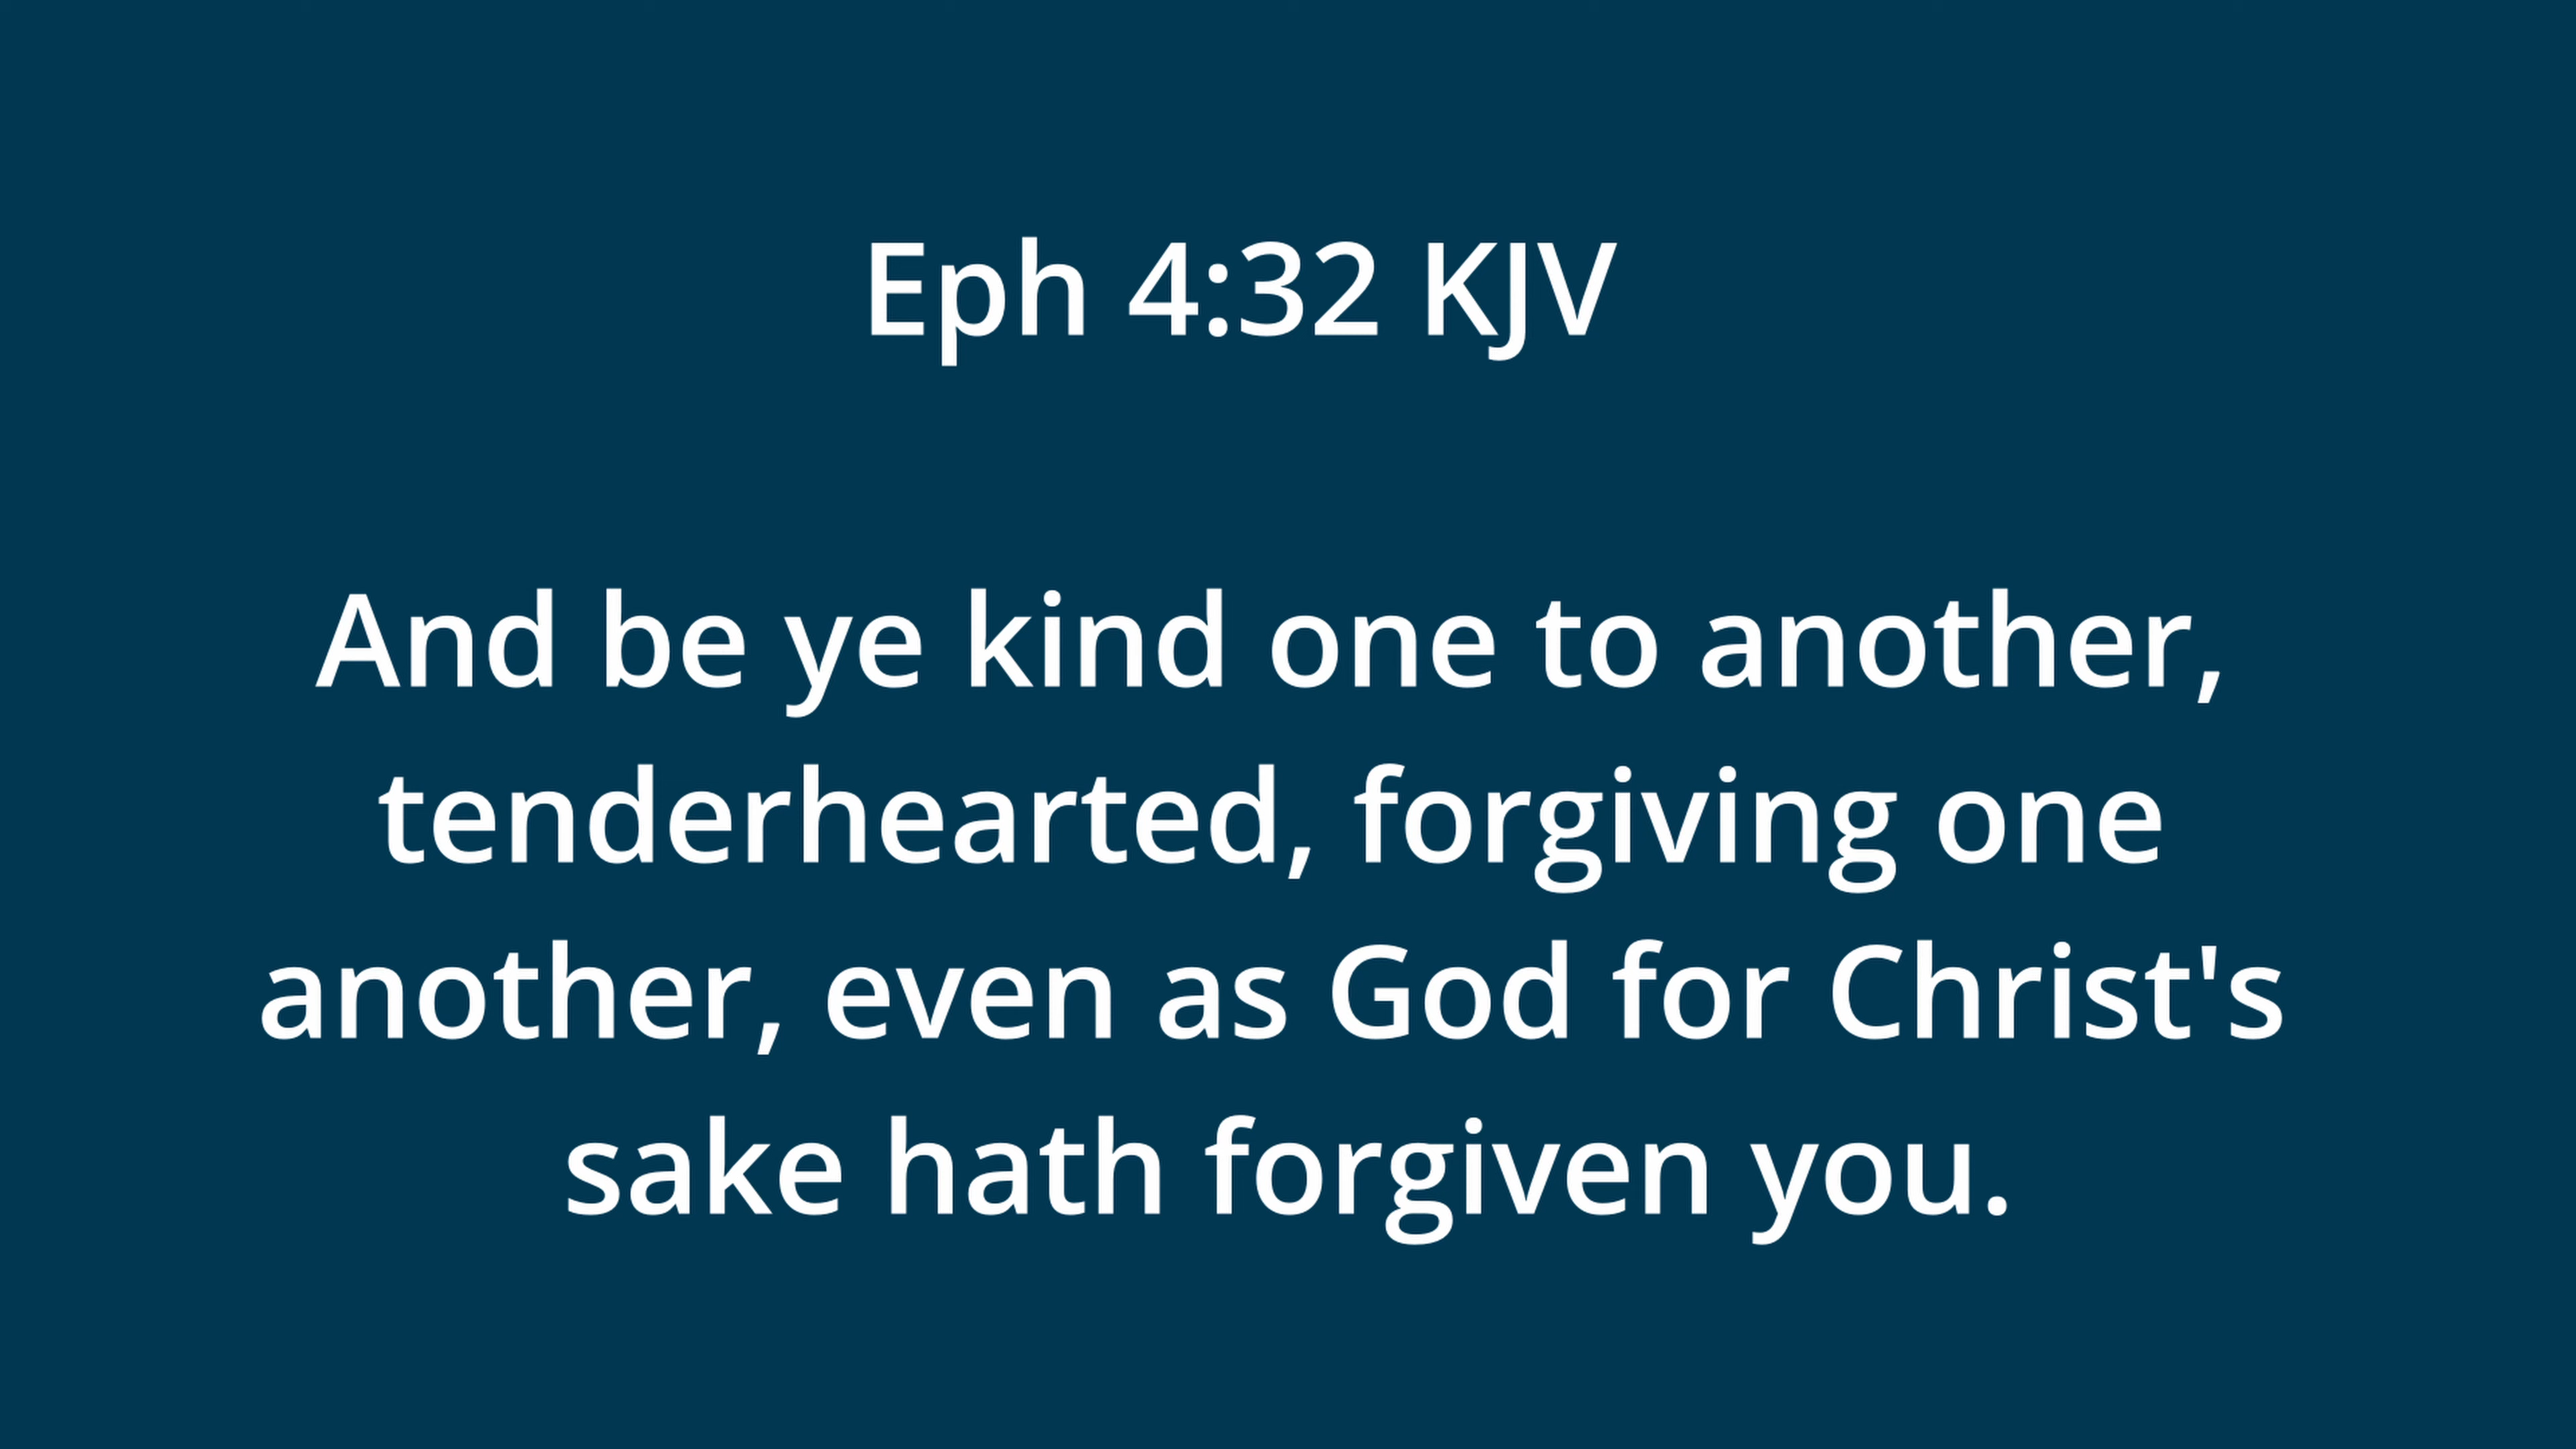 Eph 4:32 KJV
And be ye kind one to another,
tenderhearted, forgiving one
another, even as God for Christ's
sake hath forgiven you.